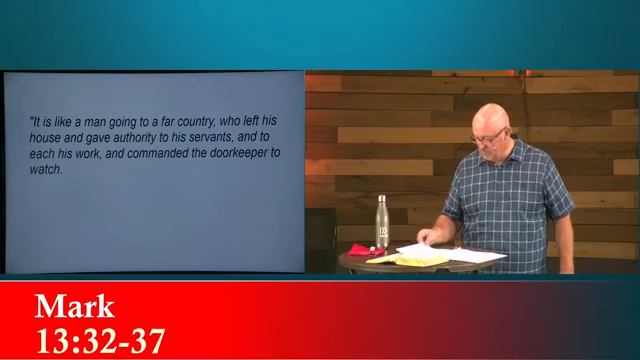 "It is like a man going to a far country, who left his
house and gave authority to his servants, and to
each his work, and commanded the doorkeeper to
watch.
Mark
13:32-37